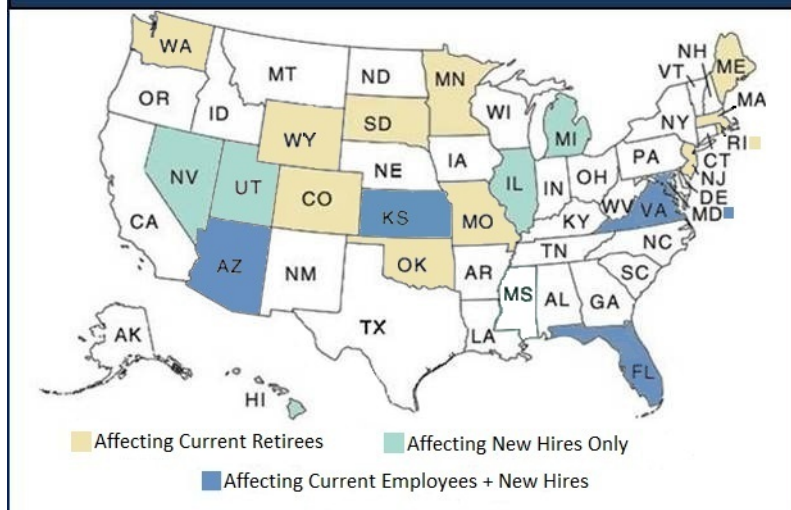 WA
MT
ND
MN
NH
VT
ME
OR
ID
SD
WI
MI
NY
MA
RI
WY
NE
IA
PA
CT
NJ
NV
UT
CO
KS
MO
IL
IN
OH
WV
VA
DE
MD
CA
KY
AZ
NM
OK
AR
TN
NC
SC
MS
AL
GA
TX
LA
FL
AK
HI
Affecting Current Retirees
Affecting New Hires Only
Affecting Current Employees + New Hires